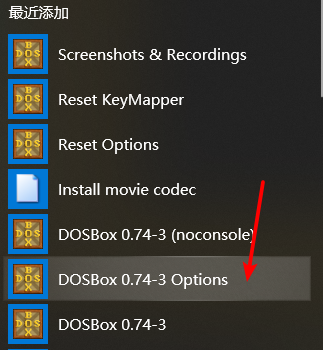 最近添加
Screenshots & Recordings
Reset KeyMapper
Reset Options
Install movie codec
DOSBox 0.74-3 (noconsole)
DOSBox 0.74-3 Options
DOSBox 0.74-3